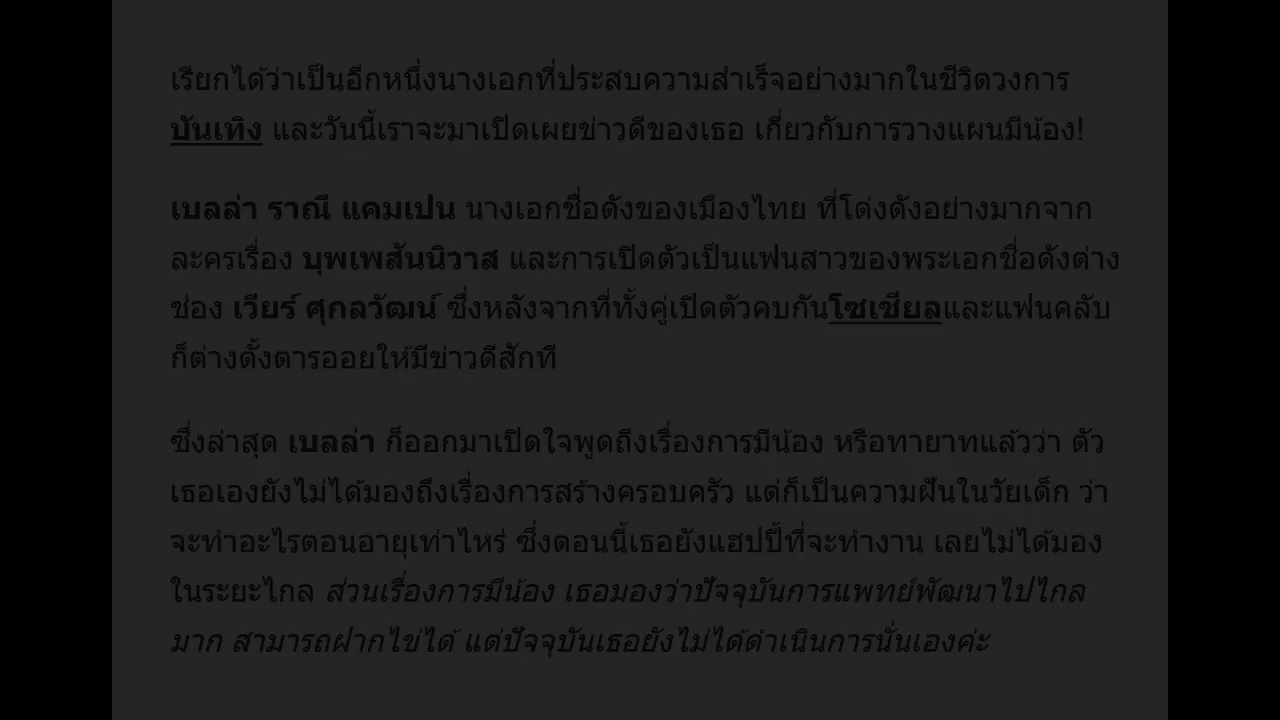 เรียกได้ว่าเป็นอีกหนึ่งนางเอกที่ประสบความสำเร็จอย่างมากในชีวิตวงการ
บันเทิง และวันนี้เราจะมาเปิดเผยข่าวดีของเธอ เกี่ยวกับการวางแผนมีน้อง!
เบลล่า ราณี แคมเปน นางเอกชื่อดังของเมืองไทย ที่โด่งดังอย่างมากจาก
ละครเรื่อง บุพเพสันนิวาส และการเปิดตัวเป็นแฟนสาวของพระเอกชื่อดังต่าง
ช่อง เวียร์ ศุกลวัฒน์ ซึ่งหลังจากที่ทั้งคู่เปิดตัวคบกันโซเชียลและแฟนคลับ
ก็ต่างตั้งตารออยให้มีข่าวดีสักที
ซึ่งล่าสุด เบลล่า ก็ออกมาเปิดใจพูดถึงเรื่องการมีน้อง หรือทายาทแล้วว่า ตัว
เธอเองยังไม่ได้มองถึงเรื่องการสร้างครอบครัว แต่ก็เป็นความฝันในวัยเด็ก ว่า
จะทำอะไรตอนอายุเท่าไหร่ ซึ่งตอนนี้เธอยังแฮปปี้ที่จะทำงาน เลยไม่ได้มอง
ในระยะไกล ส่วนเรื่องการมีน้อง เธอมองว่าปัจจุบันการแพทย์พัฒนาไปไกล
มาก สามารถฝากไข่ได้ แต่ปัจจุบันเธอยังไม่ได้ดำเนินการนั่นเองค่ะ